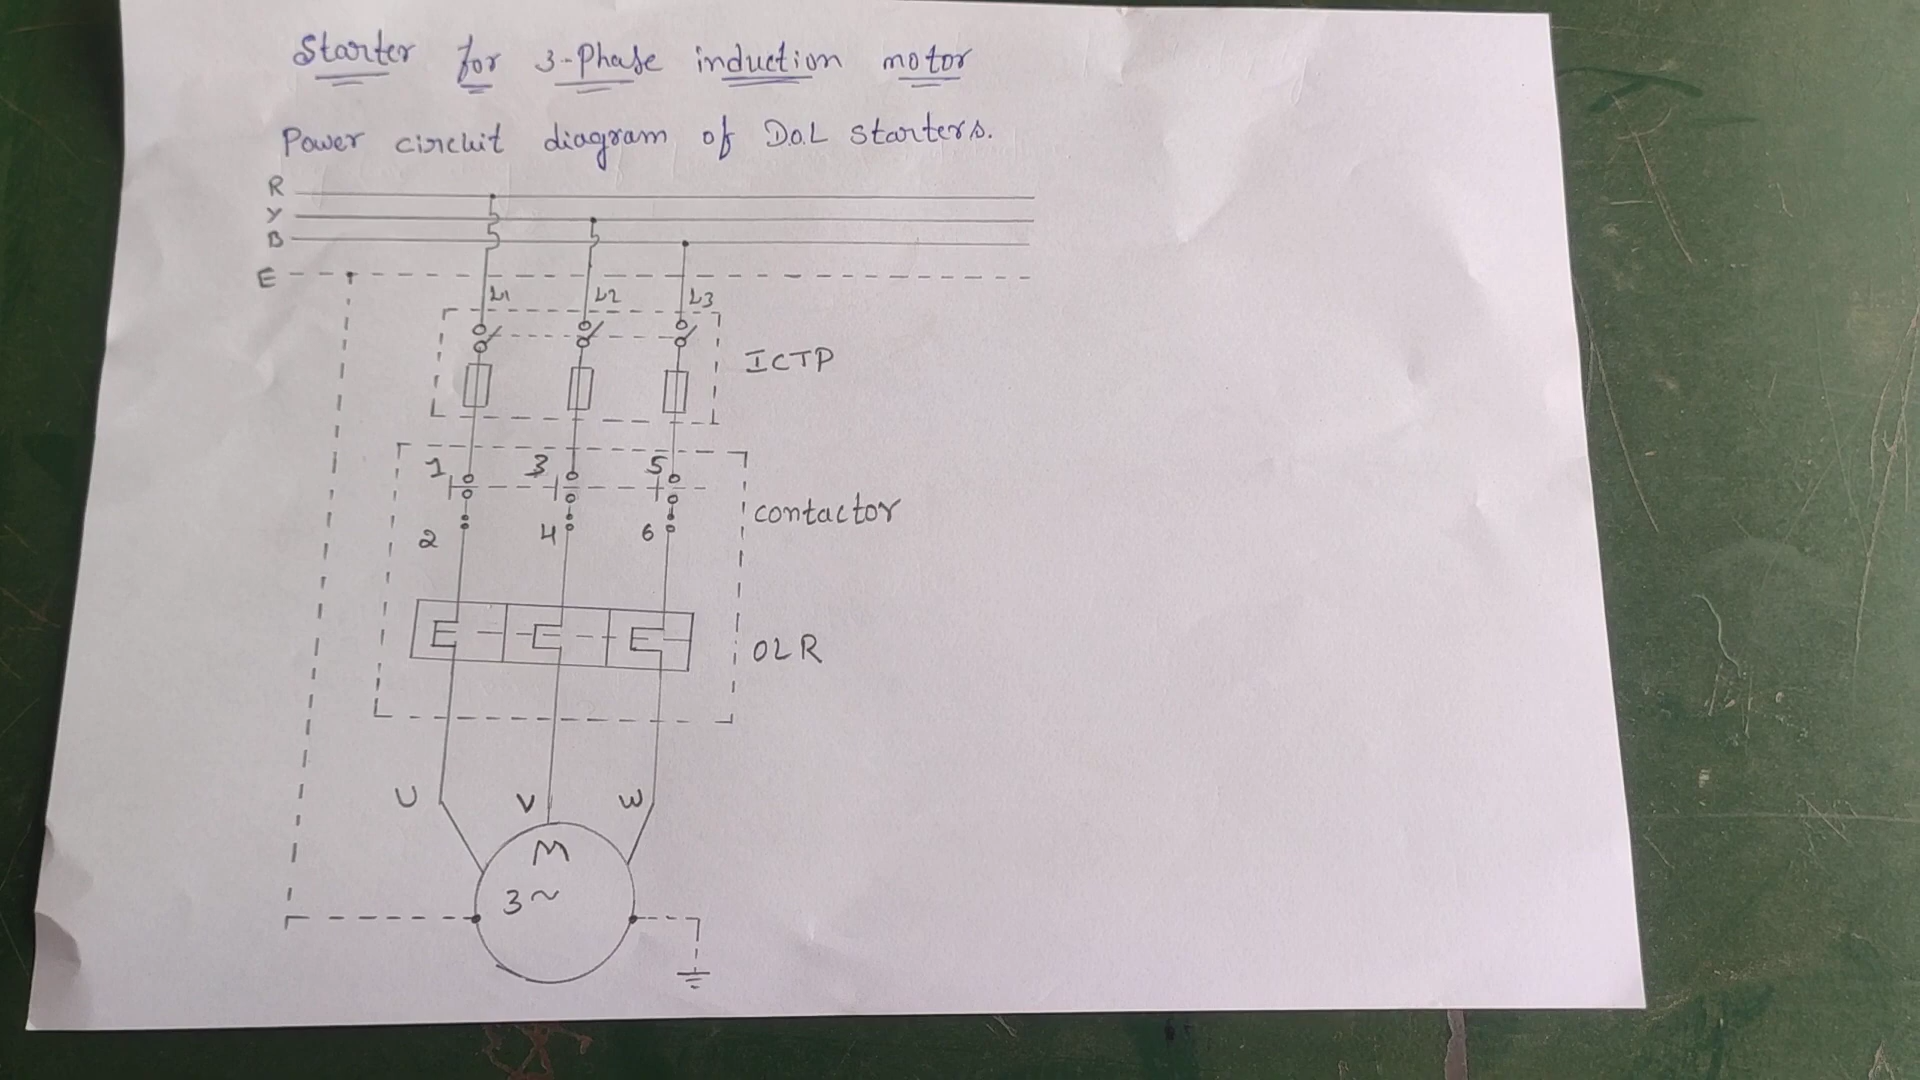 Starter for 3-Phase induction motor
Power circuit diagram of D.O.L starters.
R
Y
B
E
L1 L2 L3
ICTP
1 3 5
contactor
2 4 6
OLR
U V W
M
3~